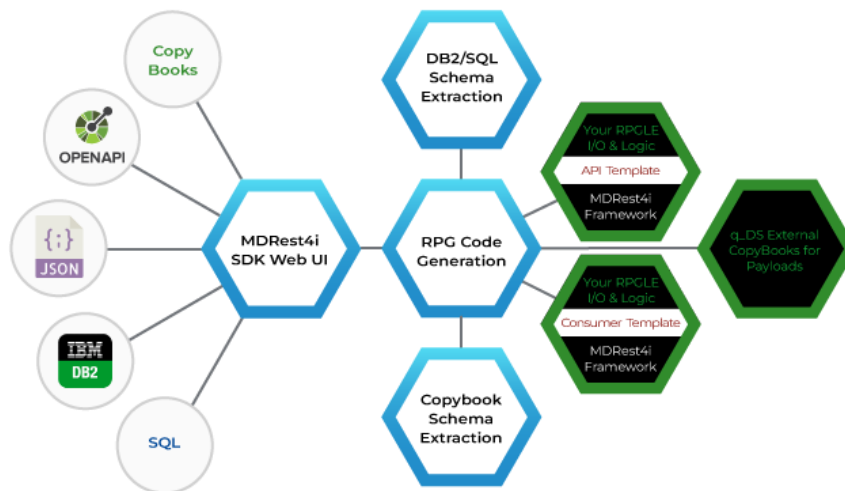 Copy
Books
OPENAPI
{;}
JSON
IBM
DB2
SQL
MDRest4i
SDK Web UI
DB2/SQL
Schema
Extraction
RPG Code
Generation
Copybook
Schema
Extraction
Your RPGLE
I/O & Logic
API Template
MDRest4i
Framework
Your RPGLE
I/O & Logic
Consumer Template
MDRest4i
Framework
q_DS External
CopyBooks for
Payloads